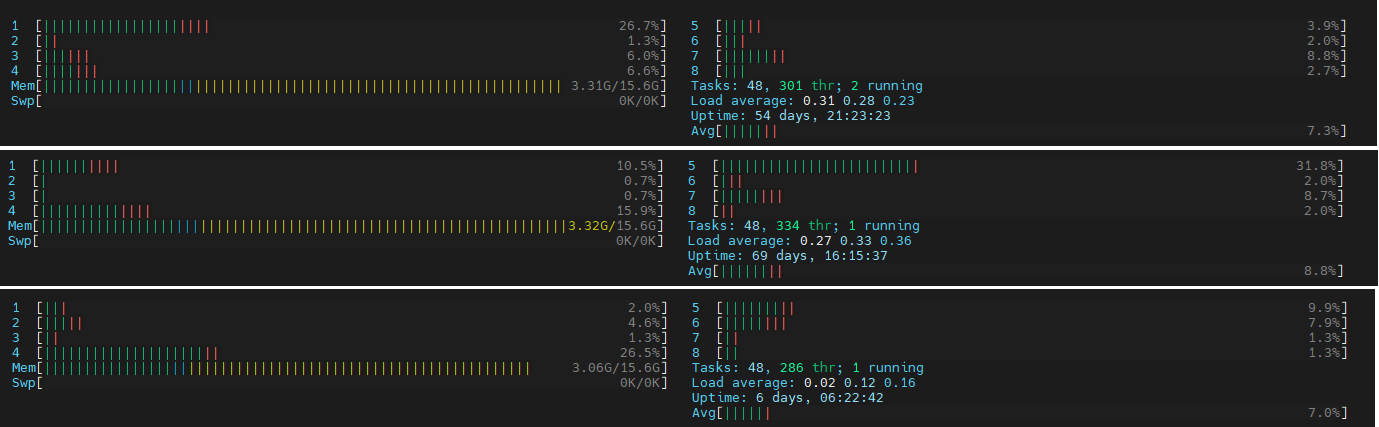 1 [ 26.7%] 5 [ 3.9%]
2 [ 1.3%] 6 [ 2.0%]
3 [ 6.0%] 7 [ 8.8%]
4 [ 6.6%] 8 [ 2.7%]
Mem[ 3.31G/15.6G] Tasks: 48, 301 thr; 2 running
Swp[ 0K/0K] Load average: 0.31 0.28 0.23
Uptime: 54 days, 21:23:23
Avg[ 7.3%]
1 [ 10.5%] 5 [ 31.8%]
2 [ 0.7%] 6 [ 2.0%]
3 [ 0.7%] 7 [ 8.7%]
4 [ 15.9%] 8 [ 2.0%]
Mem[ 3.32G/15.6G] Tasks: 48, 334 thr; 1 running
Swp[ 0K/0K] Load average: 0.27 0.33 0.36
Uptime: 69 days, 16:15:37
Avg[ 8.8%]
1 [ 2.0%] 5 [ 9.9%]
2 [ 4.6%] 6 [ 7.9%]
3 [ 1.3%] 7 [ 1.3%]
4 [ 26.5%] 8 [ 1.3%]
Mem[ 3.06G/15.6G] Tasks: 48, 286 thr; 1 running
Swp[ 0K/0K] Load average: 0.02 0.12 0.16
Uptime: 6 days, 06:22:42
Avg[ 7.0%]